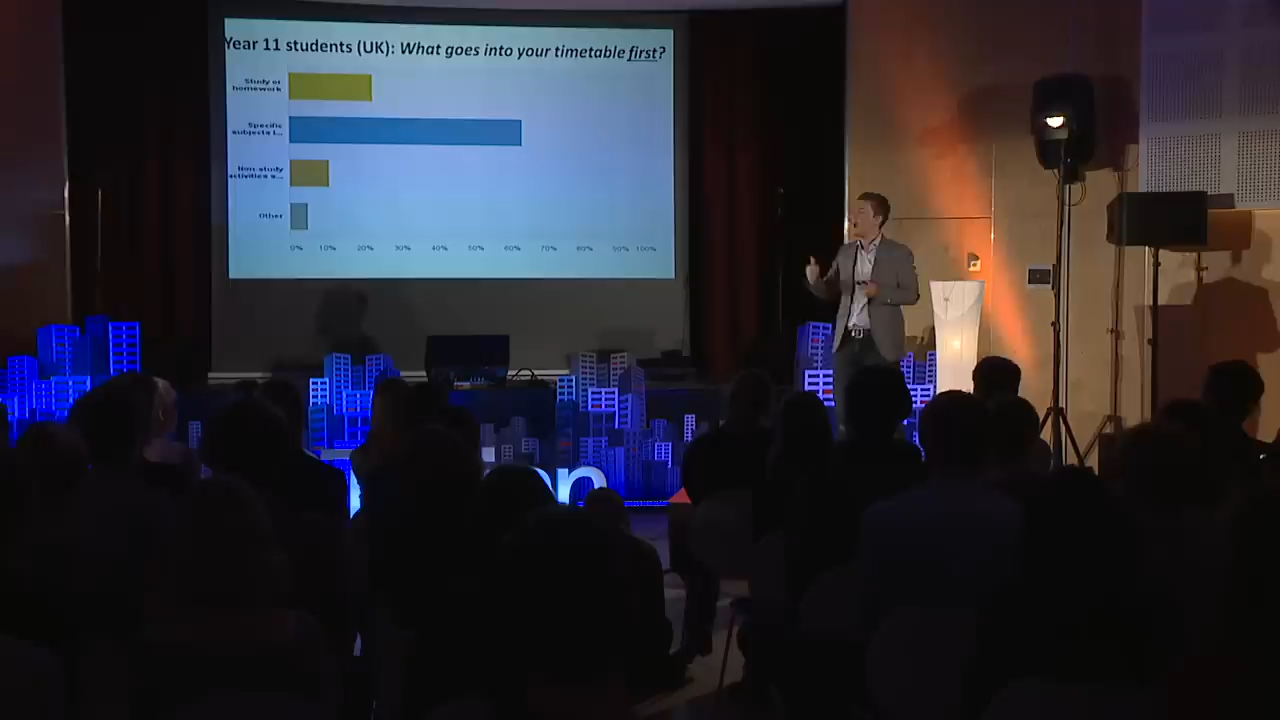 Year 11 students (UK): What goes into your timetable first?
Study or
homework
Specific
subjects I...
Non-study
activities s...
Other
0% 10% 20% 30% 40% 50% 60% 70% 80% 90% 100%
on